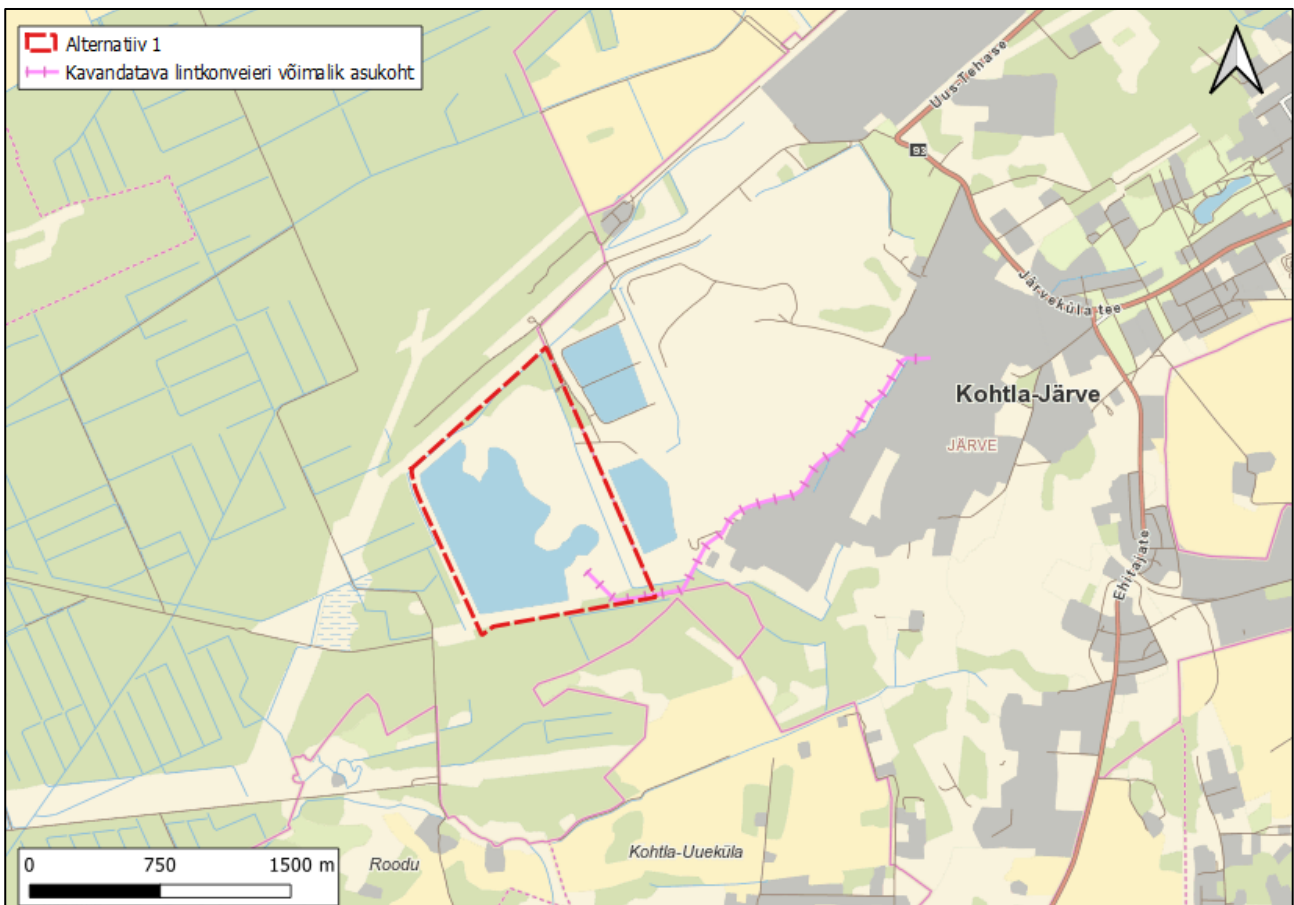 Alternatiiv 1
Kavandatava lintkonveieri võimalik asukoht
Uus-Tehase
93
Järveküla tee
Kohtla-Järve
JÄRVE
Ehitajate
0 750 1500 m
Roodu
Kohtla-Uueküla